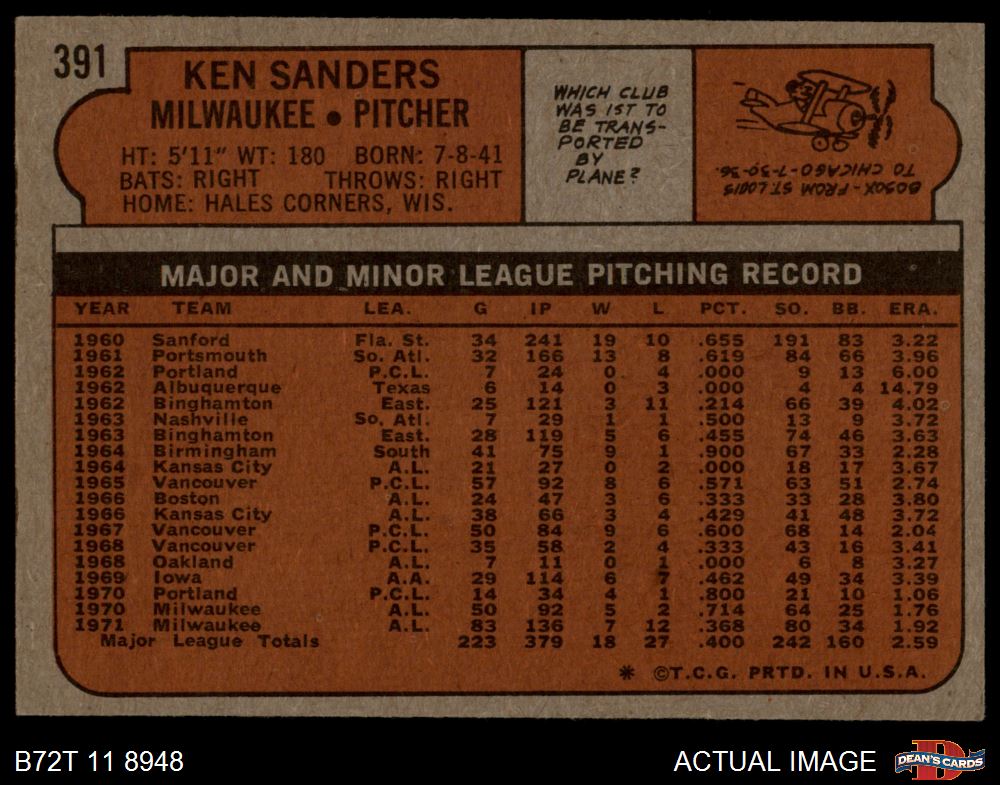 391
KEN SANDERS
MILWAUKEE • PITCHER
HT: 5'11" WT: 180 BORN: 7-8-41
BATS: RIGHT THROWS: RIGHT
HOME: HALES CORNERS, WIS.
WHICH CLUB
WAS 1ST TO
BE TRANS-
PORTED
BY
PLANE?
BOSOX-FROM ST. LOUIS
TO CHICAGO-7-30-36.
MAJOR AND MINOR LEAGUE PITCHING RECORD
YEAR TEAM LEA. G IP W L PCT. SO. BB. ERA.
1960 Sanford Fla. St. 34 241 19 10 .655 191 83 3.22
1961 Portsmouth So. Atl. 32 166 13 8 .619 84 66 3.96
1962 Portland P.C.L. 7 24 0 4 .000 9 13 6.00
1962 Albuquerque Texas 6 14 0 3 .000 4 4 14.79
1962 Binghamton East. 25 121 3 11 .214 66 39 4.02
1963 Nashville So. Atl. 7 29 1 1 .500 13 9 3.72
1963 Binghamton East. 28 119 5 6 .455 74 46 3.63
1964 Birmingham South 41 75 9 1 .900 67 33 2.28
1964 Kansas City A.L. 21 27 0 2 .000 18 17 3.67
1965 Vancouver P.C.L. 57 92 8 6 .571 63 51 2.74
1966 Boston A.L. 24 47 3 6 .333 33 28 3.80
1966 Kansas City A.L. 38 66 3 4 .429 41 48 3.72
1967 Vancouver P.C.L. 50 84 9 6 .600 68 14 2.04
1968 Vancouver P.C.L. 35 58 2 4 .333 43 16 3.41
1968 Oakland A.L. 7 11 0 1 .000 6 8 3.27
1969 Iowa A.A. 29 114 6 7 .462 49 34 3.39
1970 Portland P.C.L. 14 34 4 1 .800 21 10 1.06
1970 Milwaukee A.L. 50 92 5 2 .714 64 25 1.76
1971 Milwaukee A.L. 83 136 7 12 .368 80 34 1.92
Major League Totals 223 379 18 27 .400 242 160 2.59
* ©T.C.G. PRTD. IN U.S.A.
B72T 11 8948
ACTUAL IMAGE
D
DEAN'S CARDS